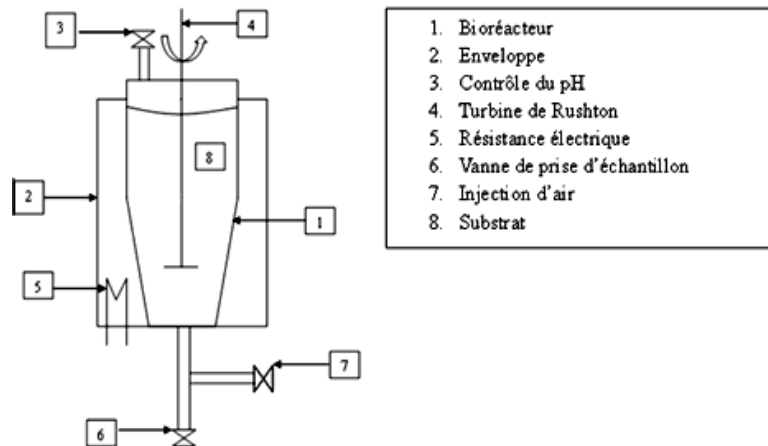 3
4
8
2
1
5
7
6
1. Bioréacteur
2. Enveloppe
3. Contrôle du pH
4. Turbine de Rushton
5. Résistance électrique
6. Vanne de prise d'échantillon
7. Injection d'air
8. Substrat